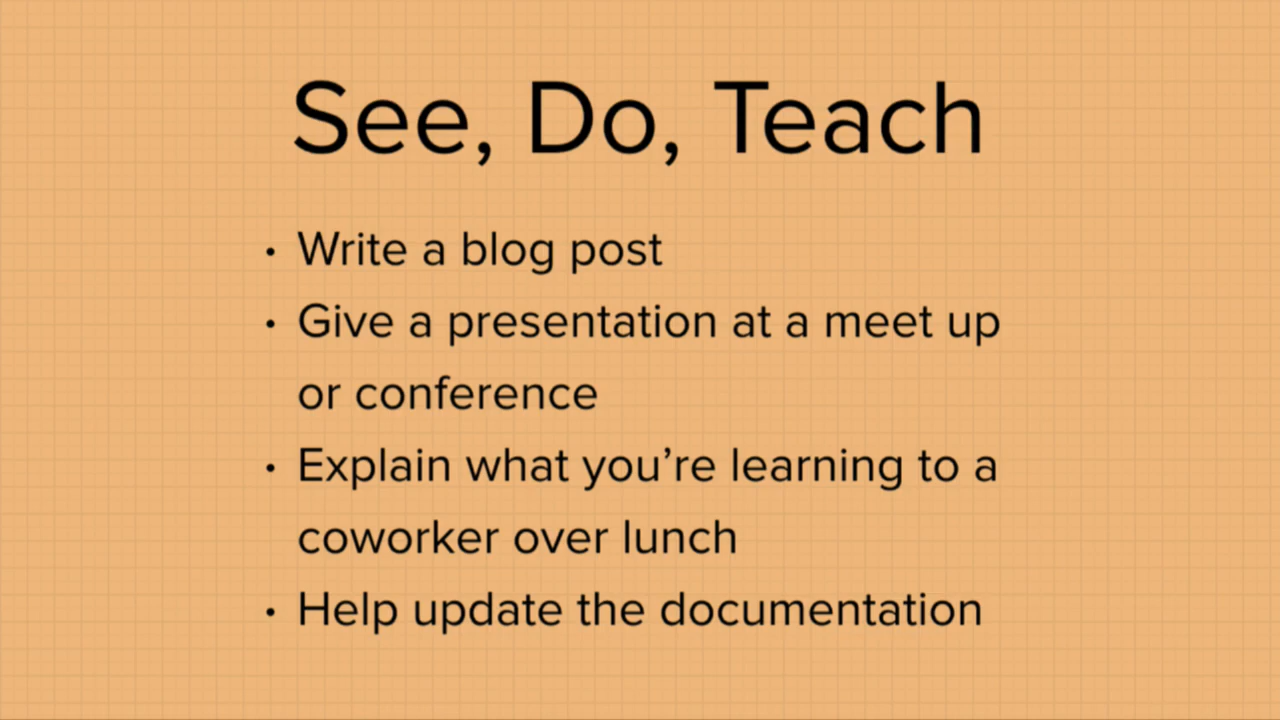 See, Do, Teach
• Write a blog post
• Give a presentation at a meet up
or conference
• Explain what you’re learning to a
coworker over lunch
• Help update the documentation